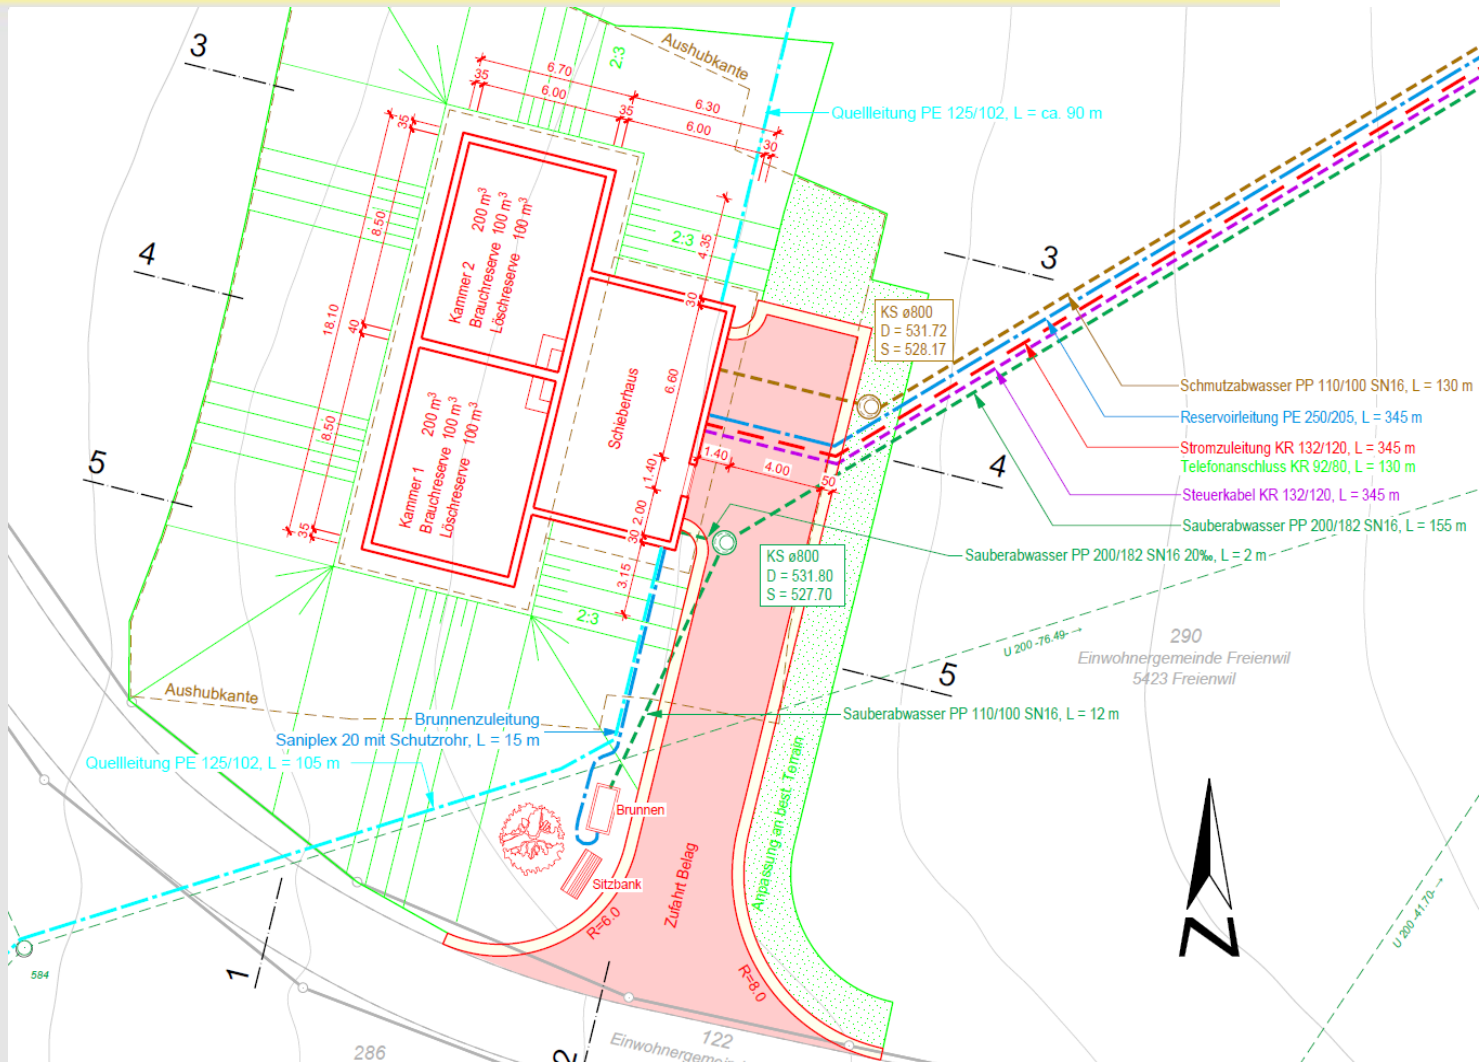 3
Aushubkante
2:3
35
6.70
6.00
35
6.30
6.00
30
Quellleitung PE 125/102, L = ca. 90 m
35
8.50
18.10
40
8.50
35
4
5
Kammer 2 200 m³
Brauchreserve 100 m³
Löschreserve 100 m³
Kammer 1 200 m³
Brauchreserve 100 m³
Löschreserve 100 m³
Schieberhaus
2:3
4.35
30
6.60
1.40
2.00
30
3.15
1.40
4.00
50
3
KS ø800
D = 531.72
S = 528.17
4
Schmutzabwasser PP 110/100 SN16, L = 130 m
Reservoirleitung PE 250/205, L = 345 m
Stromzuleitung KR 132/120, L = 345 m
Telefonanschluss KR 92/80, L = 130 m
Steuerkabel KR 132/120, L = 345 m
Sauberabwasser PP 200/182 SN16, L = 155 m
Sauberabwasser PP 200/182 SN16 20‰, L = 2 m
KS ø800
D = 531.80
S = 527.70
2:3
U 200 -76.49- →
290
Einwohnergemeinde Freienwil
5423 Freienwil
5
Aushubkante
Brunnenzuleitung
Saniplex 20 mit Schutzrohr, L = 15 m
Sauberabwasser PP 110/100 SN16, L = 12 m
Quellleitung PE 125/102, L = 105 m
Brunnen
Sitzbank
Zufahrt Belag
Anpassung an best. Terrain
R=6.0
R=8.0
N
U 200 -41.70- →
584
1
2
286
122